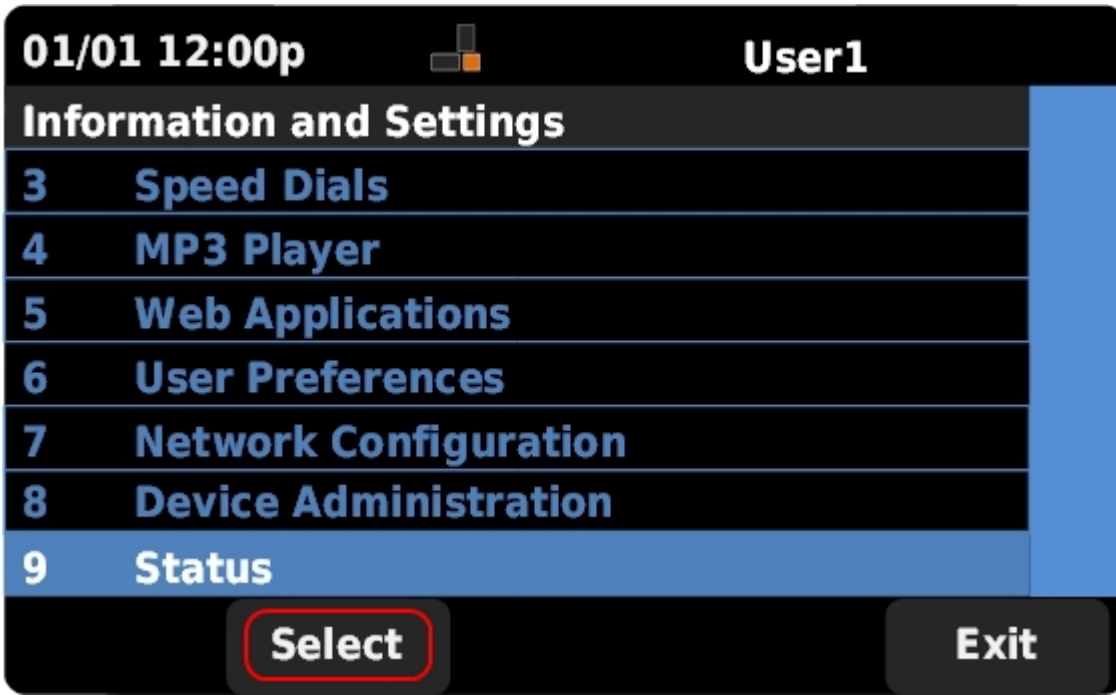 01/01 12:00p User1
Information and Settings
3 Speed Dials
4 MP3 Player
5 Web Applications
6 User Preferences
7 Network Configuration
8 Device Administration
9 Status
Select Exit